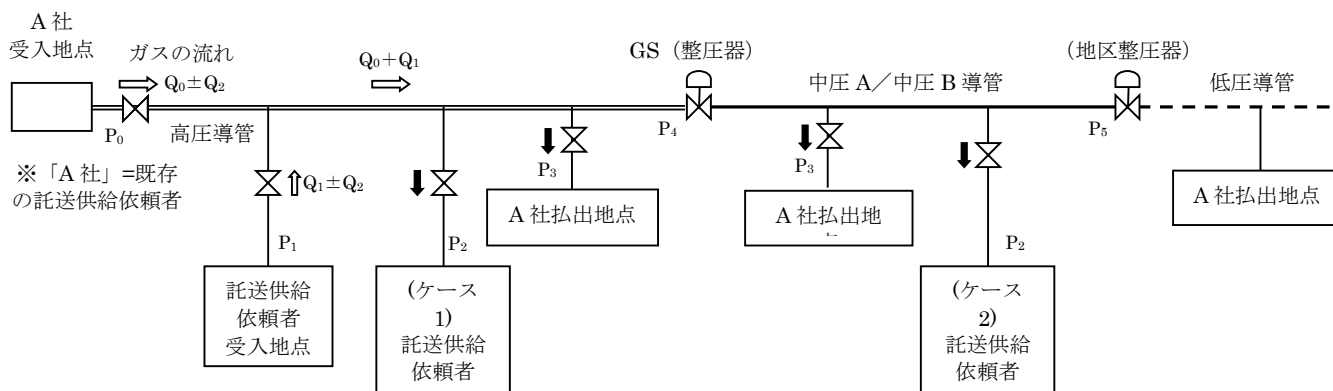 A 社
受入地点
ガスの流れ
Q₀±Q₂
Q₀+Q₁
GS（整圧器）
（地区整圧器）
中圧 A／中圧 B 導管
低圧導管
P₀
高圧導管
P₄
P₅
※「A 社」=既存
の託送供給依頼者
Q₁±Q₂
P₃
P₃
A 社払出地点
A 社払出地
A 社払出地点
P₁
P₂
P₂
託送供給
依頼者
受入地点
(ケース
1)
託送供給
依頼者
(ケース
2)
託送供給
依頼者